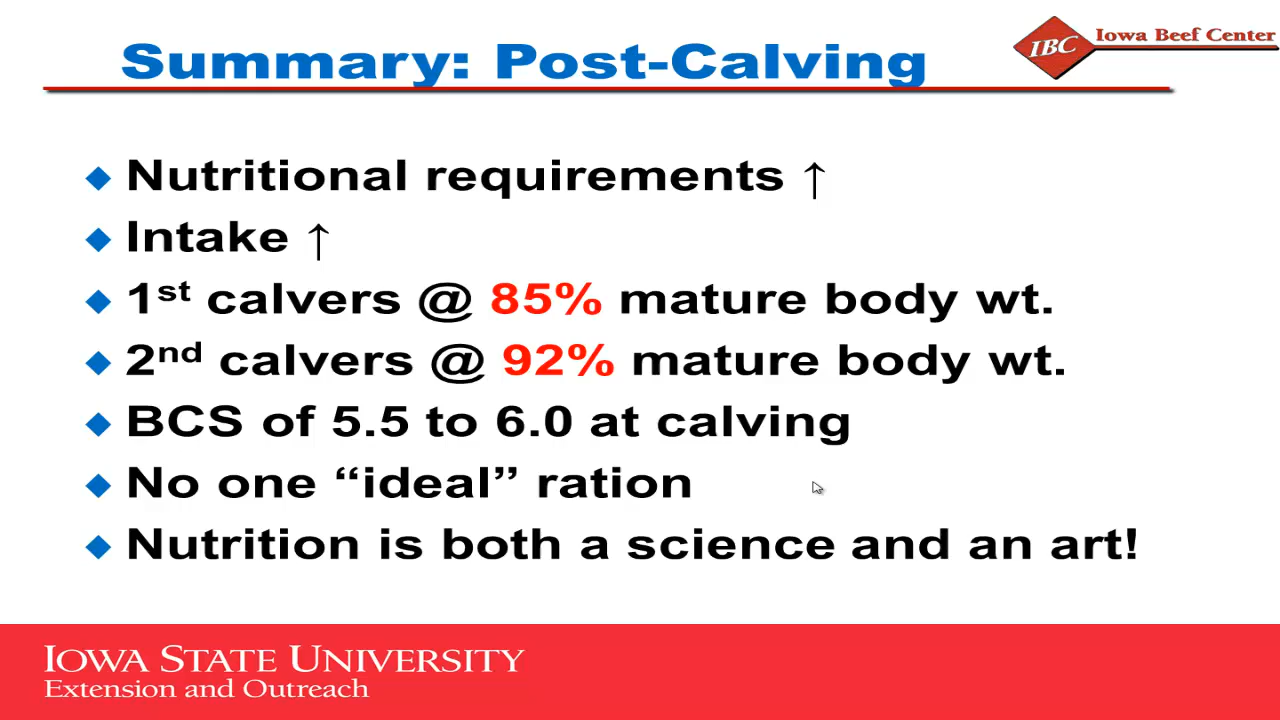 Summary: Post-Calving
IBC
Iowa Beef Center
Nutritional requirements ↑
Intake ↑
1st calvers @ 85% mature body wt.
2nd calvers @ 92% mature body wt.
BCS of 5.5 to 6.0 at calving
No one “ideal” ration
Nutrition is both a science and an art!
IOWA STATE UNIVERSITY
Extension and Outreach